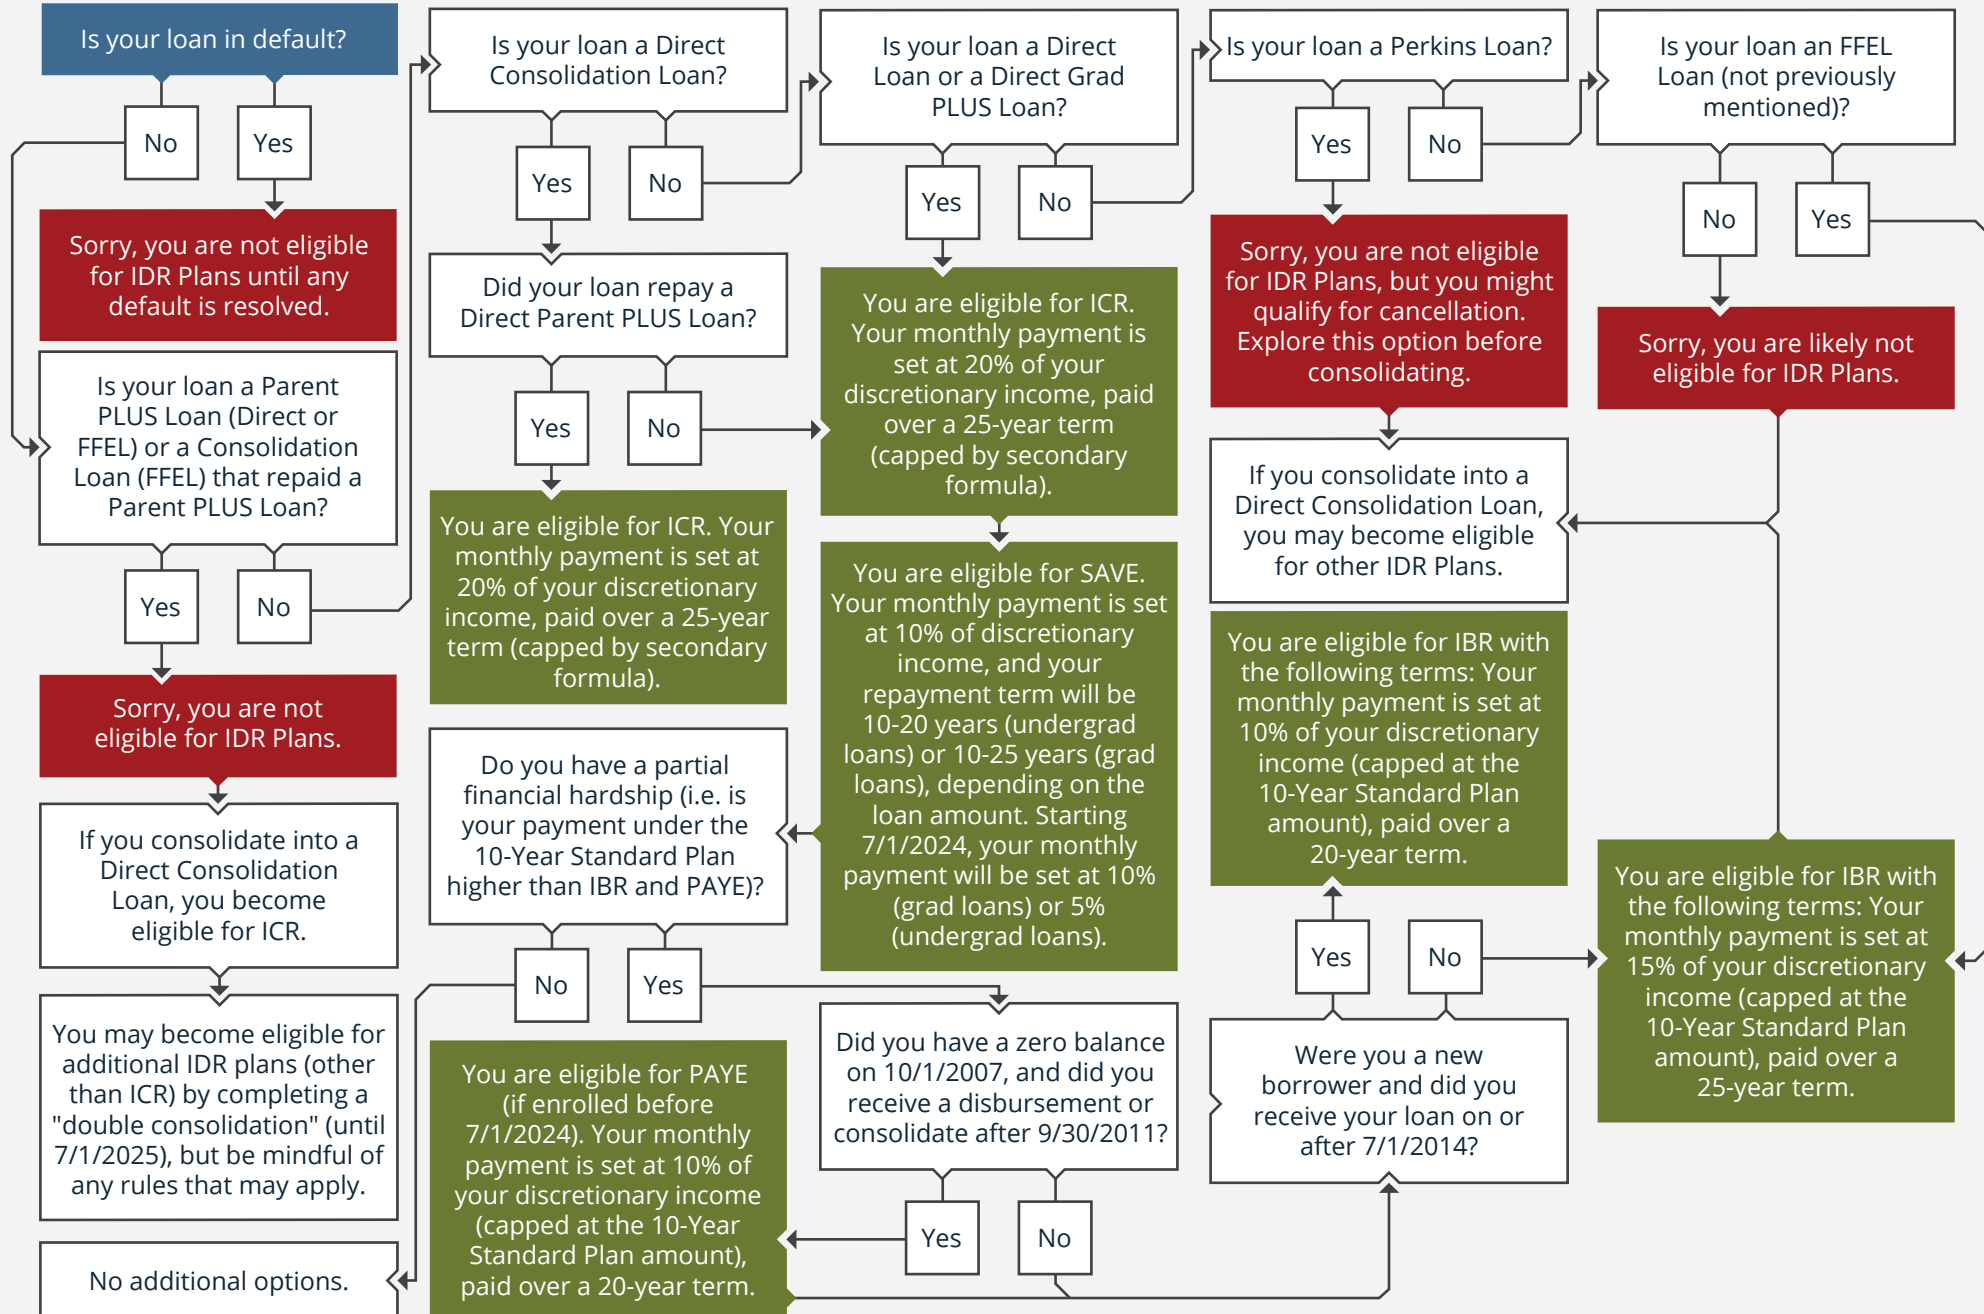 Is your loan in default?
No
Yes
Sorry, you are not eligible
for IDR Plans until any
default is resolved.
Is your loan a Parent
PLUS Loan (Direct or
FFEL) or a Consolidation
Loan (FFEL) that repaid a
Parent PLUS Loan?
Yes
No
Sorry, you are not
eligible for IDR Plans.
If you consolidate into a
Direct Consolidation
Loan, you become
eligible for ICR.
You may become eligible for
additional IDR plans (other
than ICR) by completing a
"double consolidation" (until
7/1/2025), but be mindful of
any rules that may apply.
No additional options.
Is your loan a Direct
Consolidation Loan?
Yes
No
Did your loan repay a
Direct Parent PLUS Loan?
Yes
No
You are eligible for ICR. Your
monthly payment is set at
20% of your discretionary
income, paid over a 25-year
term (capped by secondary
formula).
Do you have a partial
financial hardship (i.e. is
your payment under the
10-Year Standard Plan
higher than IBR and PAYE)?
No
Yes
You are eligible for PAYE
(if enrolled before
7/1/2024). Your monthly
payment is set at 10% of
your discretionary income
(capped at the 10-Year
Standard Plan amount),
paid over a 20-year term.
Is your loan a Direct
Loan or a Direct Grad
PLUS Loan?
Yes
No
You are eligible for ICR.
Your monthly payment is
set at 20% of your
discretionary income, paid
over a 25-year term
(capped by secondary
formula).
You are eligible for SAVE.
Your monthly payment is set
at 10% of discretionary
income, and your
repayment term will be
10-20 years (undergrad
loans) or 10-25 years (grad
loans), depending on the
loan amount. Starting
7/1/2024, your monthly
payment will be set at 10%
(grad loans) or 5%
(undergrad loans).
Did you have a zero balance
on 10/1/2007, and did you
receive a disbursement or
consolidate after 9/30/2011?
Yes
No
Is your loan a Perkins Loan?
Yes
No
Sorry, you are not eligible
for IDR Plans, but you might
qualify for cancellation.
Explore this option before
consolidating.
If you consolidate into a
Direct Consolidation Loan,
you may become eligible
for other IDR Plans.
You are eligible for IBR with
the following terms: Your
monthly payment is set at
10% of your discretionary
income (capped at the
10-Year Standard Plan
amount), paid over a
20-year term.
Yes
No
Were you a new
borrower and did you
receive your loan on or
after 7/1/2014?
Is your loan an FFEL
Loan (not previously
mentioned)?
No
Yes
Sorry, you are likely not
eligible for IDR Plans.
You are eligible for IBR with
the following terms: Your
monthly payment is set at
15% of your discretionary
income (capped at the
10-Year Standard Plan
amount), paid over a
25-year term.